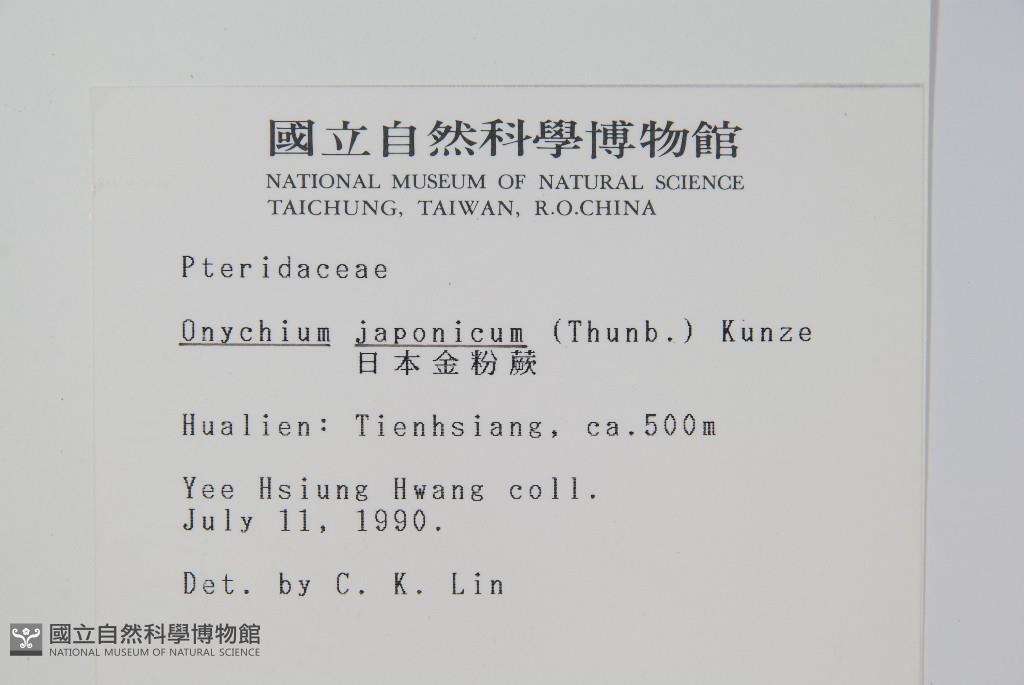 國立自然科學博物館
NATIONAL MUSEUM OF NATURAL SCIENCE
TAICHUNG, TAIWAN, R.O.CHINA
Pteridaceae
Onychium japonicum (Thunb.) Kunze
日本金粉蕨
Hualien: Tienhsiang, ca.500m
Yee Hsiung Hwang coll.
July 11, 1990.
Det. by C. K. Lin
國立自然科學博物館
NATIONAL MUSEUM OF NATURAL SCIENCE